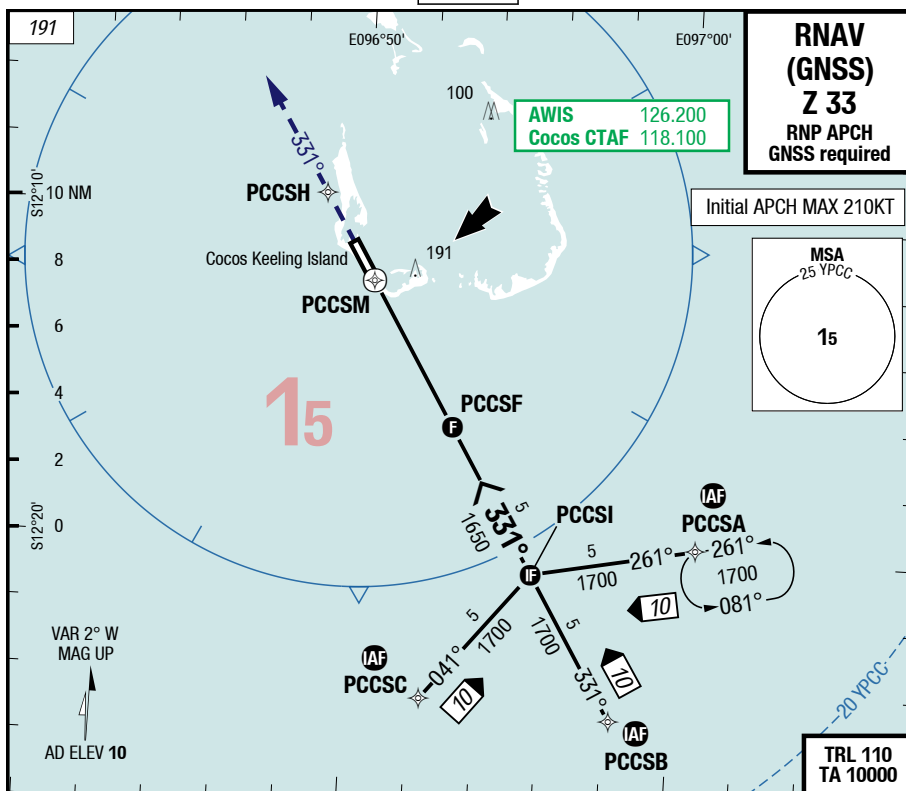 191
E096°50'
E097°00'
RNAV
(GNSS)
Z 33
RNP APCH
GNSS required
100
AWIS 126.200
Cocos CTAF 118.100
331°
S12°10'
10 NM
PCCSH
Initial APCH MAX 210KT
Cocos Keeling Island
191
8
PCCSM
MSA
25 YPCC
15
6
4
15
PCCSF
F
2
IAF
PCCSA
S12°20'
0
5
331°
1650
PCCSI
IF
5
261°
1700
261°
1700
081°
10
VAR 2° W
MAG UP
IAF
PCCSC
041°
5
1700
10
5
1700
331°
10
20 YPCC
AD ELEV 10
IAF
PCCSB
TRL 110
TA 10000